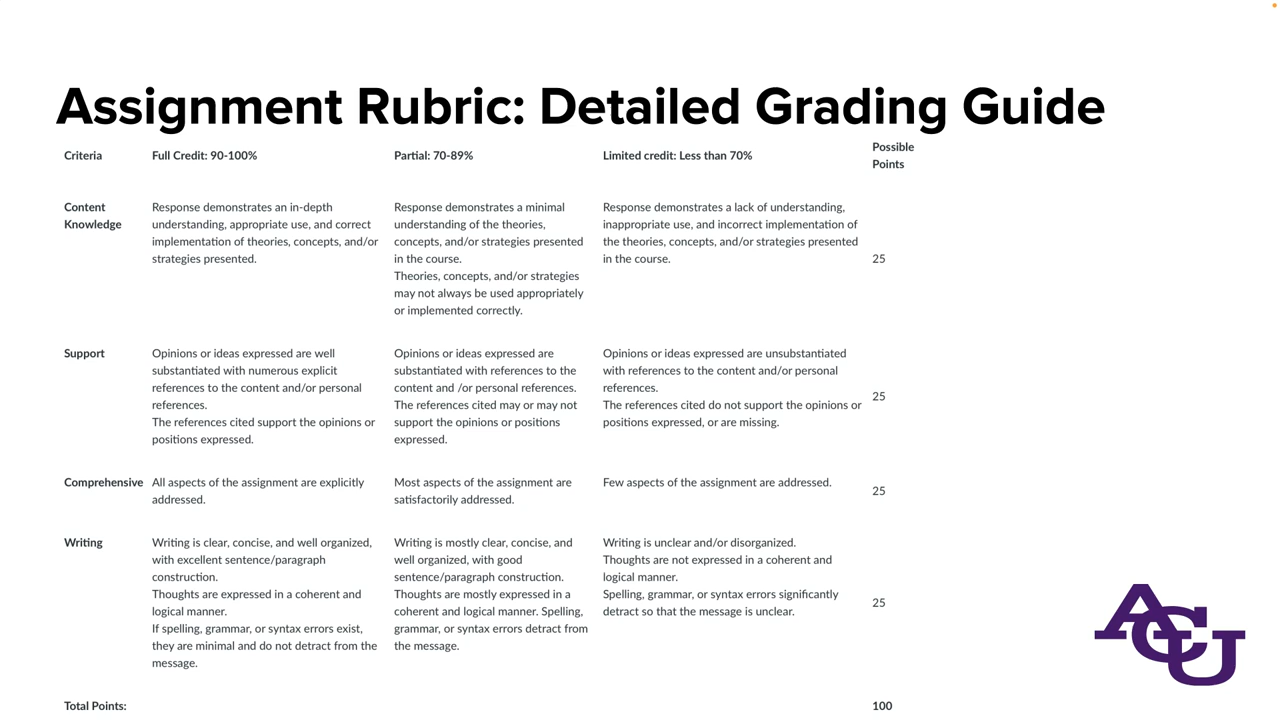 Assignment Rubric: Detailed Grading Guide
Criteria
Full Credit: 90-100%
Partial: 70-89%
Limited credit: Less than 70%
Possible
Points
Content
Knowledge
Response demonstrates an in-depth
understanding, appropriate use, and correct
implementation of theories, concepts, and/or
strategies presented.
Response demonstrates a minimal
understanding of the theories,
concepts, and/or strategies presented
in the course.
Theories, concepts, and/or strategies
may not always be used appropriately
or implemented correctly.
Response demonstrates a lack of understanding,
inappropriate use, and incorrect implementation of
the theories, concepts, and/or strategies presented
in the course.
25
Support
Opinions or ideas expressed are well
substantiated with numerous explicit
references to the content and/or personal
references.
The references cited support the opinions or
positions expressed.
Opinions or ideas expressed are
substantiated with references to the
content and /or personal references.
The references cited may or may not
support the opinions or positions
expressed.
Opinions or ideas expressed are unsubstantiated
with references to the content and/or personal
references.
The references cited do not support the opinions or
positions expressed, or are missing.
25
Comprehensive
All aspects of the assignment are explicitly
addressed.
Most aspects of the assignment are
satisfactorily addressed.
Few aspects of the assignment are addressed.
25
Writing
Writing is clear, concise, and well organized,
with excellent sentence/paragraph
construction.
Thoughts are expressed in a coherent and
logical manner.
If spelling, grammar, or syntax errors exist,
they are minimal and do not detract from the
message.
Writing is mostly clear, concise, and
well organized, with good
sentence/paragraph construction.
Thoughts are mostly expressed in a
coherent and logical manner. Spelling,
grammar, or syntax errors detract from
the message.
Writing is unclear and/or disorganized.
Thoughts are not expressed in a coherent and
logical manner.
Spelling, grammar, or syntax errors significantly
detract so that the message is unclear.
25
Total Points:
100
ACU